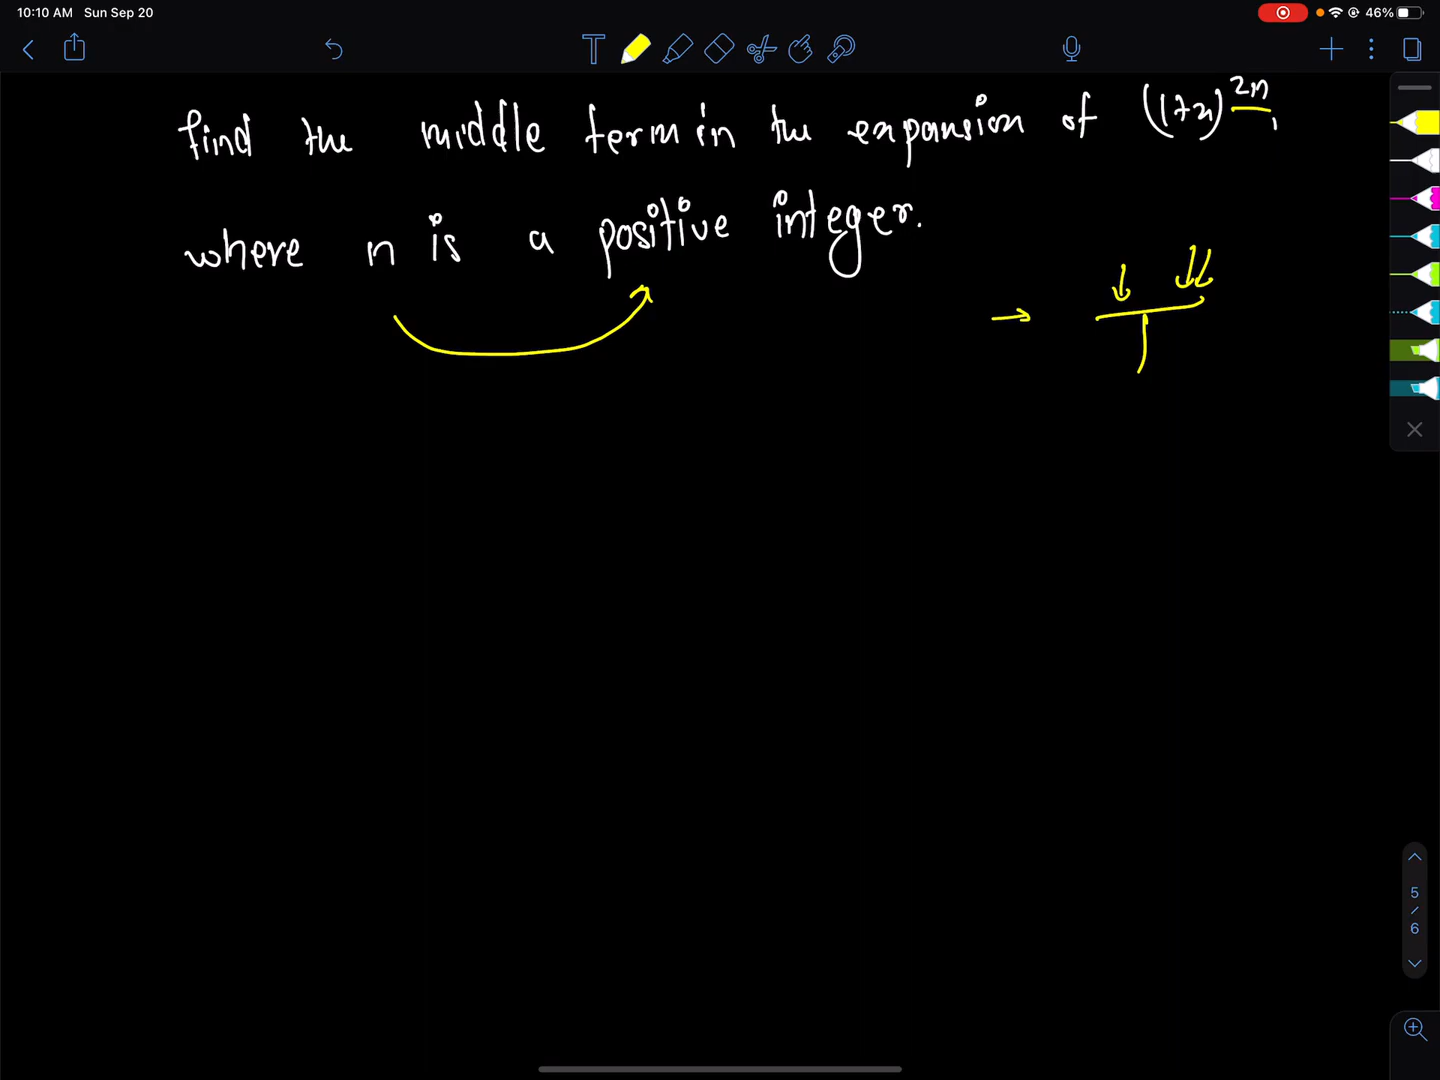 10:10 AM Sun Sep 20
46%
T
find the middle term in the expansion of (1+x)^2n,
where n is a positive integer.
5
/
6